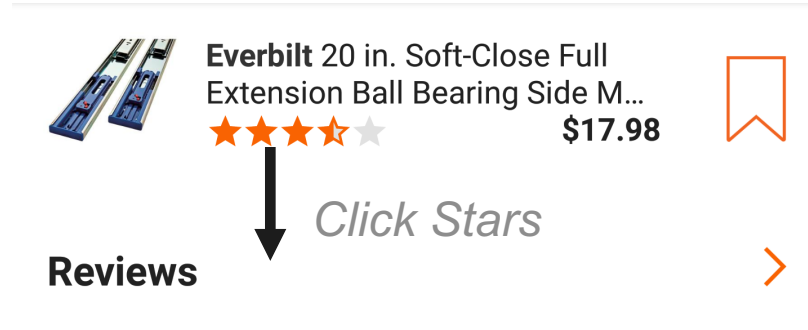 Everbilt 20 in. Soft-Close Full
Extension Ball Bearing Side M...
$17.98
Click Stars
Reviews